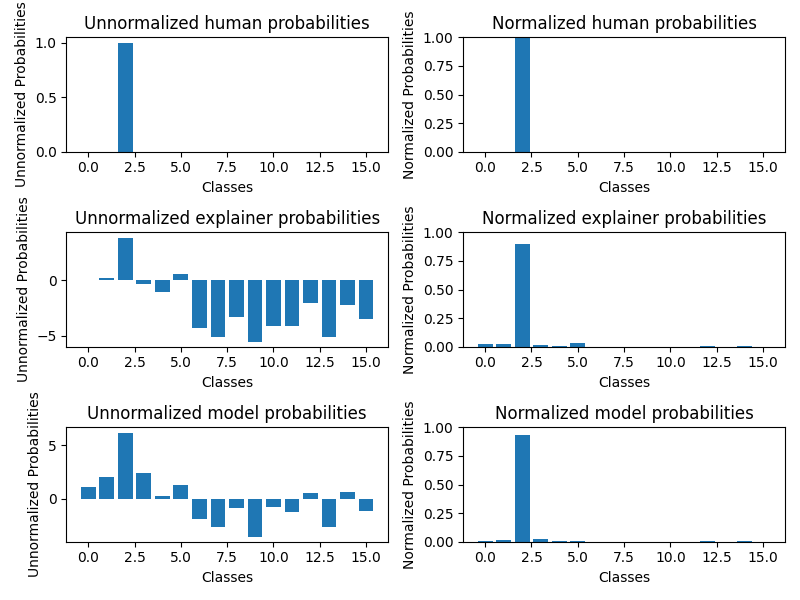 Unnormalized human probabilities
Unnormalized Probabilities
1.0
0.5
0.0
0.0 2.5 5.0 7.5 10.0 12.5 15.0
Classes
Normalized human probabilities
Normalized Probabilities
1.00
0.75
0.50
0.25
0.00
0.0 2.5 5.0 7.5 10.0 12.5 15.0
Classes
Unnormalized explainer probabilities
Unnormalized Probabilities
0
−5
0.0 2.5 5.0 7.5 10.0 12.5 15.0
Classes
Normalized explainer probabilities
Normalized Probabilities
1.00
0.75
0.50
0.25
0.00
0.0 2.5 5.0 7.5 10.0 12.5 15.0
Classes
Unnormalized model probabilities
Unnormalized Probabilities
5
0
0.0 2.5 5.0 7.5 10.0 12.5 15.0
Classes
Normalized model probabilities
Normalized Probabilities
1.00
0.75
0.50
0.25
0.00
0.0 2.5 5.0 7.5 10.0 12.5 15.0
Classes